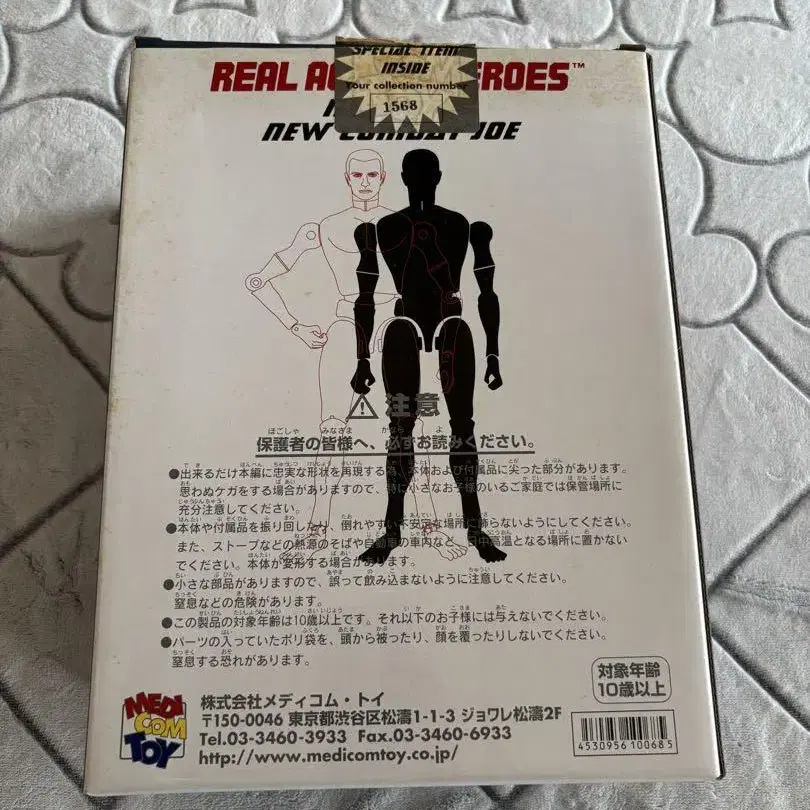 SPECIAL ITEM
INSIDE
REAL AC EROES™
Your collection number
1568
NEW COMBAT JOE
注意
ほごしゃ みなさま かなら よ
保護者の皆様へ、必ずお読みください。
●出来るだけ本編に忠実な形状を再現する為、本体および付属品に尖った部分があります。
思わぬケガをする場合がありますので、特に小さなお子様のいるご家庭では保管場所に
充分注意してください。
●本体や付属品を振り回したり、倒れやすい不安定な場所に飾らないようにしてください。
また、ストーブなどの熱源のそばや自動車の車内など、日中高温となる場所に置かない
でください。本体が変形する場合があります。
●小さな部品がありますので、誤って飲み込まないように注意してください。
窒息などの危険があります。
●この製品の対象年齢は10歳以上です。それ以下のお子様には与えないでください。
●パーツの入っていたポリ袋を、頭から被ったり、顔を覆ったりしないでください。
窒息する恐れがあります。
対象年齢
10歳以上
MEDI
COM
TOY
株式会社メディコム・トイ
〒150-0046 東京都渋谷区松濤1-1-3 ジョワレ松濤2F
Tel.03-3460-3933 Fax.03-3460-6933
http://www.medicomtoy.co.jp/
4530956100685